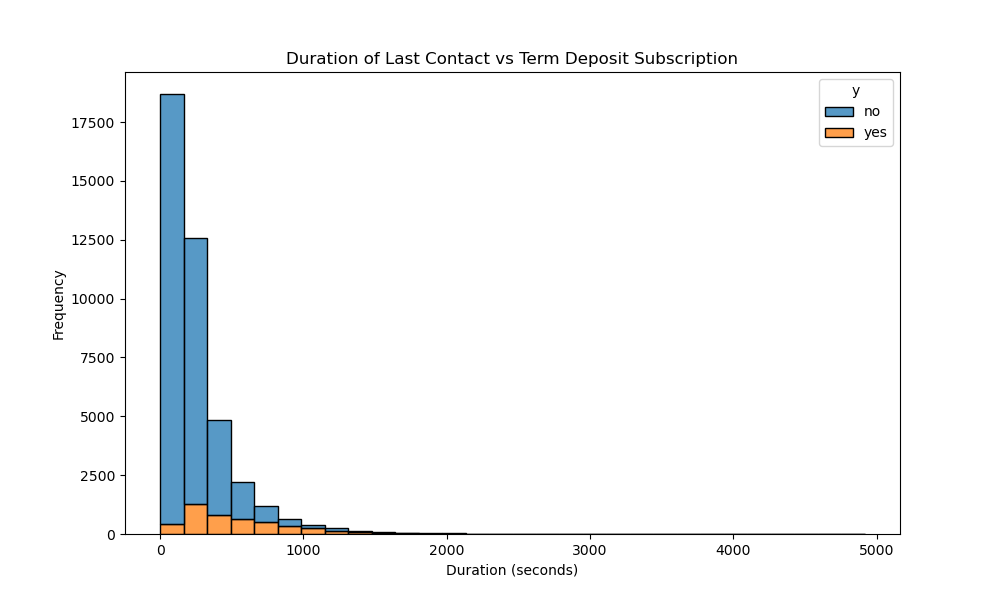 Duration of Last Contact vs Term Deposit Subscription
y
no
yes
17500
15000
12500
10000
7500
5000
2500
0
Frequency
0 1000 2000 3000 4000 5000
Duration (seconds)